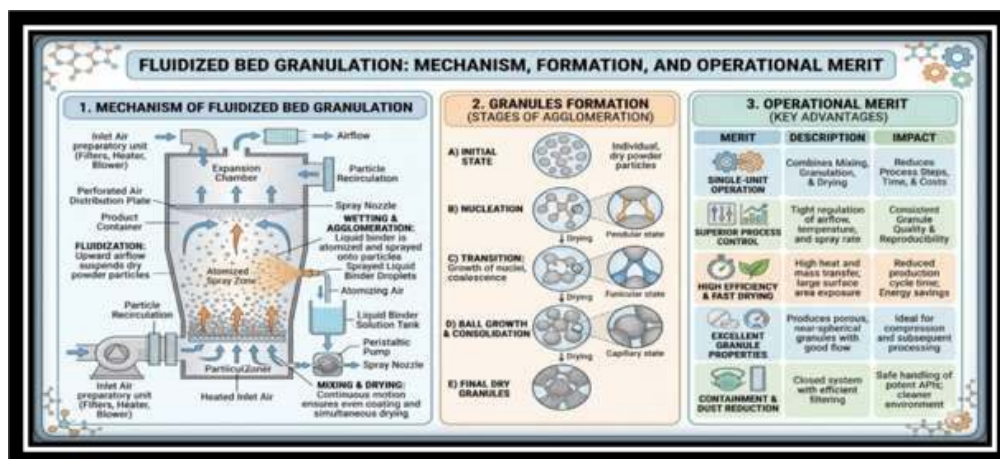 FLUIDIZED BED GRANULATION: MECHANISM, FORMATION, AND OPERATIONAL MERIT
1. MECHANISM OF FLUIDIZED BED GRANULATION
Inlet Air
preparatory unit
(Filters, Heater,
Blower)
Airflow
Expansion
Chamber
Particle
Recirculation
Perforated Air
Distribution Plate
Spray Nozzle
Product
Container
WETTING &
AGGLOMERATION:
Liquid binder is
atomized and sprayed
onto particles
FLUIDIZATION:
Upward airflow
suspends dry
powder particles
Atomized
Spray Zone
Sprayed Liquid
Binder Droplets
Atomizing Air
Particle
Recirculation
Liquid Binder
Solution Tank
Peristaltic
Pump
Spray Nozzle
Inlet Air
preparatory unit
(Filters, Heater,
Blower)
Heated Inlet Air
MIXING & DRYING:
Continuous motion
ensures even coating and
simultaneous drying
2. GRANULES FORMATION
(STAGES OF AGGLOMERATION)
A) INITIAL
STATE
Individual,
dry powder
particles
B) NUCLEATION
Drying
Pendular state
C) TRANSITION:
Growth of nuclei,
coalescence
Drying
Funicular state
D) BALL GROWTH
& CONSOLIDATION
Drying
Capillary state
E) FINAL DRY
GRANULES
3. OPERATIONAL MERIT
(KEY ADVANTAGES)
MERIT DESCRIPTION IMPACT
SINGLE-UNIT
OPERATION
Combines Mixing,
Granulation,
& Drying
Reduces
Process Steps,
Time, & Costs
SUPERIOR PROCESS
CONTROL
Tight regulation
of airflow,
temperature,
and spray rate
Consistent
Granule
Quality &
Reproducibility
HIGH EFFICIENCY
& FAST DRYING
High heat and
mass transfer,
large surface
area exposure
Reduced
production
cycle time;
Energy savings
EXCELLENT
GRANULE
PROPERTIES
Produces porous,
near-spherical
granules with
good flow
Ideal for
compression
and subsequent
processing
CONTAINMENT &
DUST REDUCTION
Closed system
with efficient
filtering
Safe handling of
potent APIs;
cleaner
environment